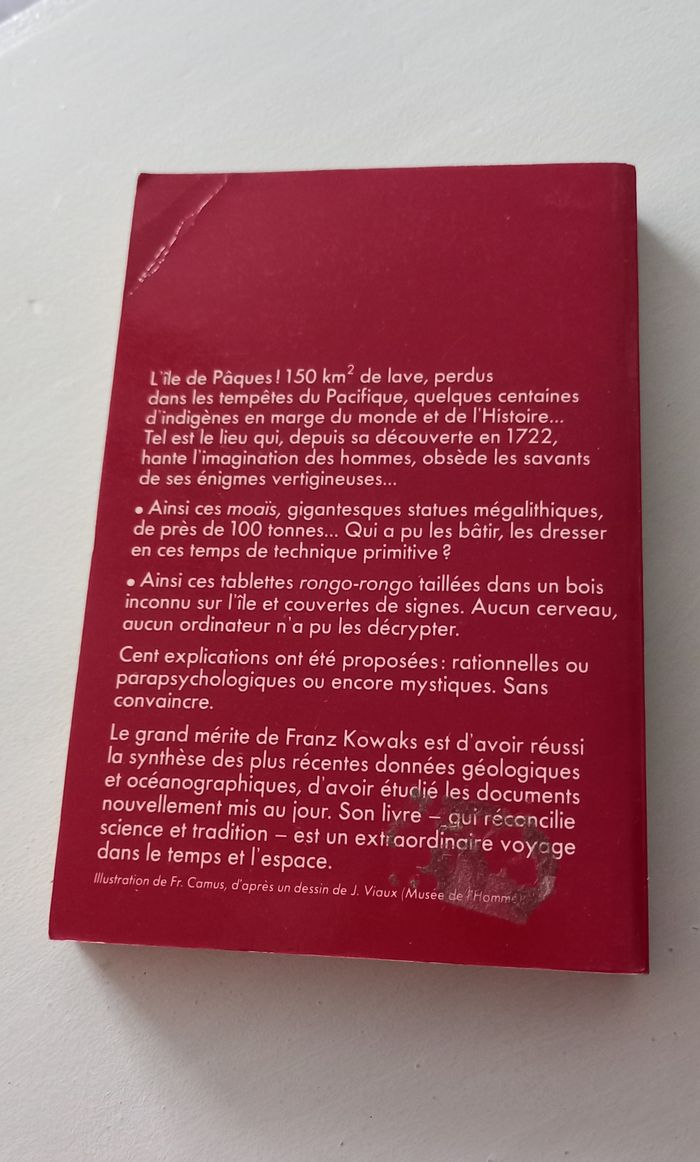 L'île de Pâques ! 150 km² de lave, perdus
dans les tempêtes du Pacifique, quelques centaines
d'indigènes en marge du monde et de l'Histoire...
Tel est le lieu qui, depuis sa découverte en 1722,
hante l'imagination des hommes, obsède les savants
de ses énigmes vertigineuses...
• Ainsi ces moaïs, gigantesques statues mégalithiques,
de près de 100 tonnes... Qui a pu les bâtir, les dresser
en ces temps de technique primitive ?
• Ainsi ces tablettes rongo-rongo taillées dans un bois
inconnu sur l'île et couvertes de signes. Aucun cerveau,
aucun ordinateur n'a pu les décrypter.
Cent explications ont été proposées : rationnelles ou
parapsychologiques ou encore mystiques. Sans
convaincre.
Le grand mérite de Franz Kowaks est d'avoir réussi
la synthèse des plus récentes données géologiques
et océanographiques, d'avoir étudié les documents
nouvellement mis au jour. Son livre – qui réconcilie
science et tradition – est un extraordinaire voyage
dans le temps et l'espace.
Illustration de Fr. Camus, d'après un dessin de J. Viaux (Musée de l'Homme)